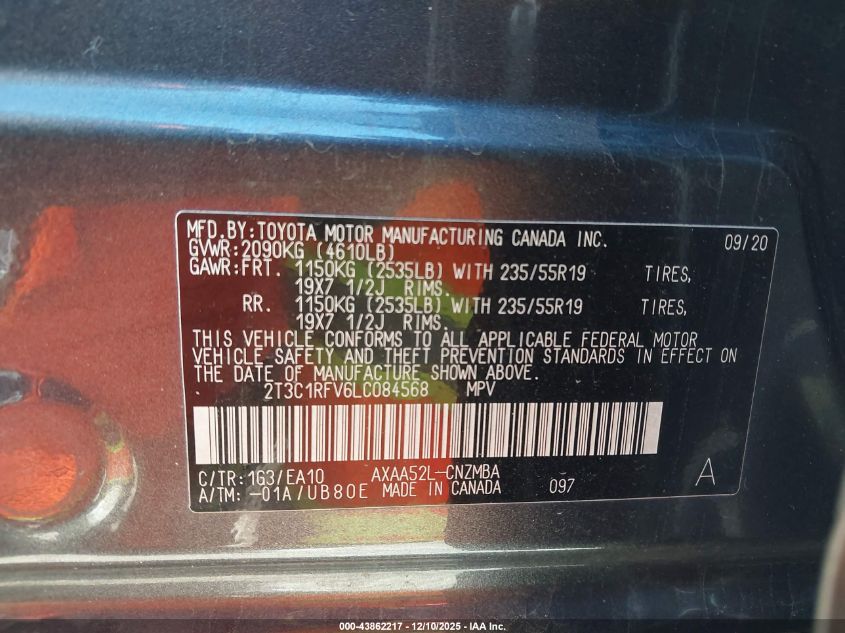 MFD.BY:TOYOTA MOTOR MANUFACTURING CANADA INC. 09/20
GVWR:2090KG (4610LB)
GAWR:FRT. 1150KG (2535LB) WITH 235/55R19 TIRES,
19X7 1/2J RIMS.
RR. 1150KG (2535LB) WITH 235/55R19 TIRES,
19X7 1/2J RIMS.
THIS VEHICLE CONFORMS TO ALL APPLICABLE FEDERAL MOTOR
VEHICLE SAFETY AND THEFT PREVENTION STANDARDS IN EFFECT ON
THE DATE OF MANUFACTURE SHOWN ABOVE.
2T3C1RFV6LC084568 MPV
C/TR:1G3/EA10 AXAA52L-CNZMBA A
A/TM:-01A/UB80E MADE IN CANADA 097
000-43862217 - 12/10/2025 - IAA Inc.